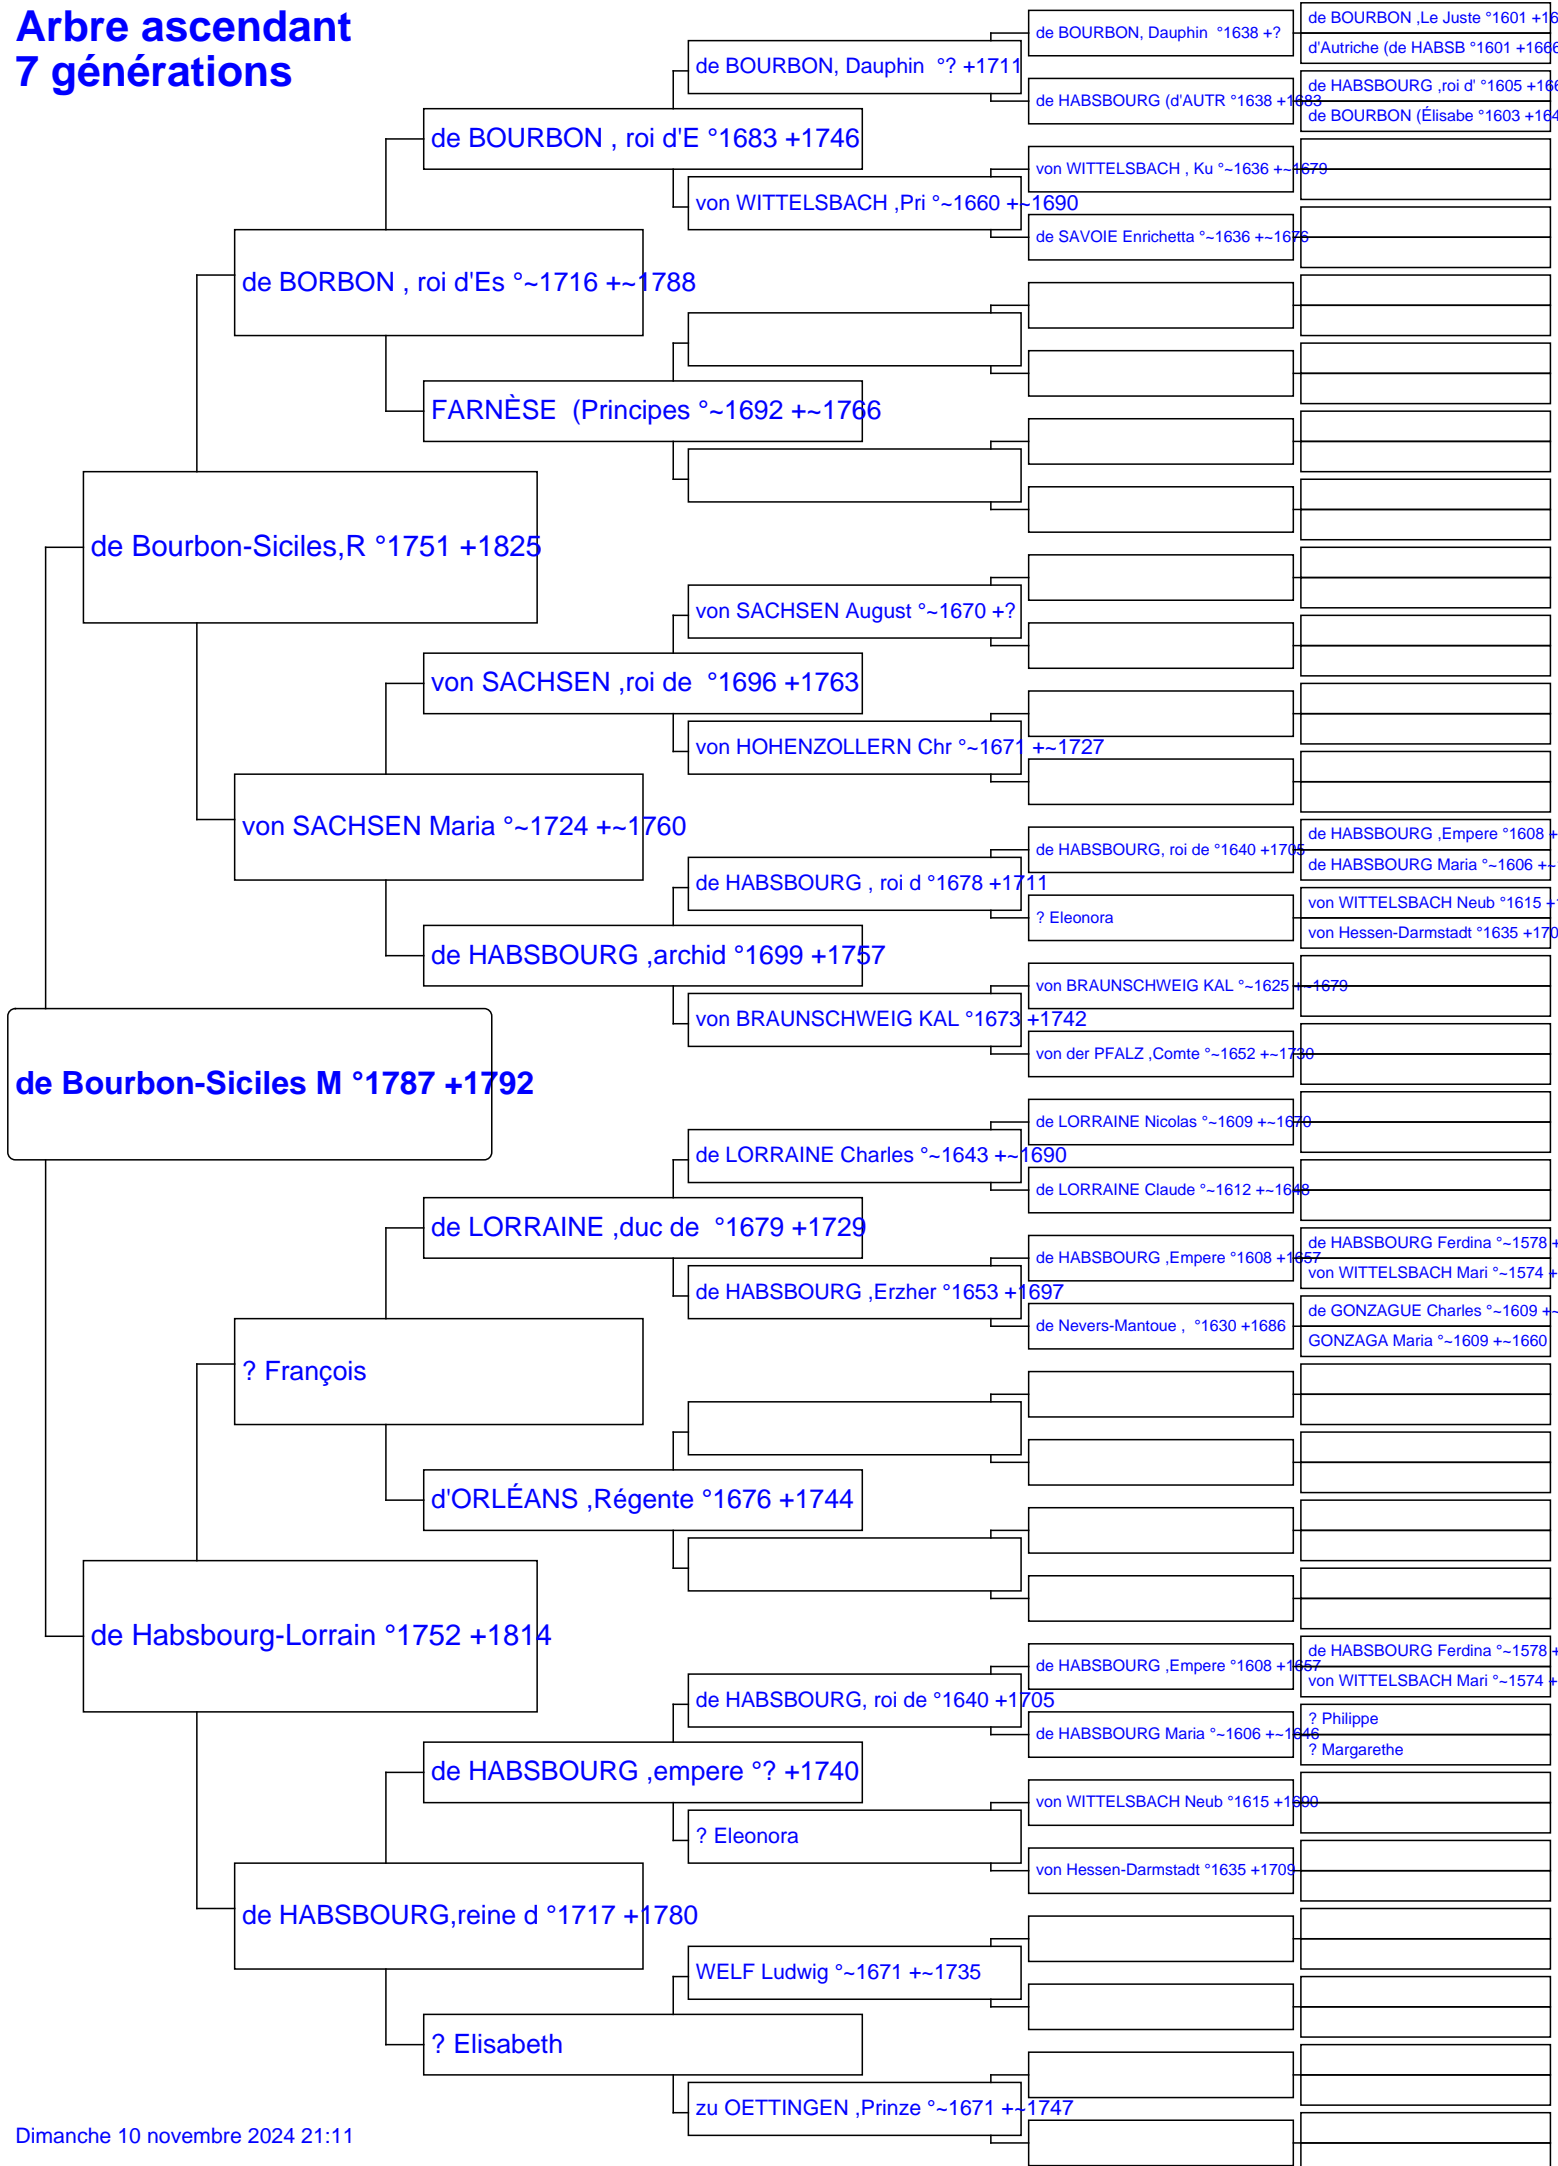 Arbre ascendant
7 générations
de BOURBON ,Le Juste °1601 +16
de BOURBON, Dauphin  °1638 +?
d'Autriche (de HABSB °1601 +1666
de BOURBON, Dauphin  °? +1711
de HABSBOURG ,roi d' °1605 +166
de HABSBOURG (d'AUTR °1638 +1683
de BOURBON (Élisabe °1603 +164
de BOURBON , roi d'E °1683 +1746
von WITTELSBACH , Ku °~1636 +~1679
von WITTELSBACH ,Pri °~1660 +~1690
de SAVOIE Enrichetta °~1636 +~1676
de BORBON , roi d'Es °~1716 +~1788
FARNÈSE  (Principes °~1692 +~1766
de Bourbon-Siciles,R °1751 +1825
von SACHSEN August °~1670 +?
von SACHSEN ,roi de  °1696 +1763
von HOHENZOLLERN Chr °~1671 +~1727
von SACHSEN Maria °~1724 +~1760
de HABSBOURG ,Empere °1608 +
de HABSBOURG, roi de °1640 +1705
de HABSBOURG Maria °~1606 +~
de HABSBOURG , roi d °1678 +1711
von WITTELSBACH Neub °1615 +1
? Eleonora
von Hessen-Darmstadt °1635 +170
de HABSBOURG ,archid °1699 +1757
von BRAUNSCHWEIG KAL °~1625 +~1679
von BRAUNSCHWEIG KAL °1673 +1742
von der PFALZ ,Comte °~1652 +~1730
de Bourbon-Siciles M °1787 +1792
de LORRAINE Nicolas °~1609 +~1670
de LORRAINE Charles °~1643 +~1690
de LORRAINE Claude °~1612 +~1648
de LORRAINE ,duc de  °1679 +1729
de HABSBOURG Ferdina °~1578 +
de HABSBOURG ,Empere °1608 +1657
von WITTELSBACH Mari °~1574 +
de HABSBOURG ,Erzher °1653 +1697
de GONZAGUE Charles °~1609 +~
de Nevers-Mantoue ,  °1630 +1686
GONZAGA Maria °~1609 +~1660
? François
d'ORLÉANS ,Régente °1676 +1744
de Habsbourg-Lorrain °1752 +1814
de HABSBOURG Ferdina °~1578 +
de HABSBOURG ,Empere °1608 +1657
von WITTELSBACH Mari °~1574 +
de HABSBOURG, roi de °1640 +1705
? Philippe
de HABSBOURG Maria °~1606 +~1646
? Margarethe
de HABSBOURG ,empere °? +1740
von WITTELSBACH Neub °1615 +1690
? Eleonora
von Hessen-Darmstadt °1635 +1709
de HABSBOURG,reine d °1717 +1780
WELF Ludwig °~1671 +~1735
? Elisabeth
zu OETTINGEN ,Prinze °~1671 +~1747
Dimanche 10 novembre 2024 21:11